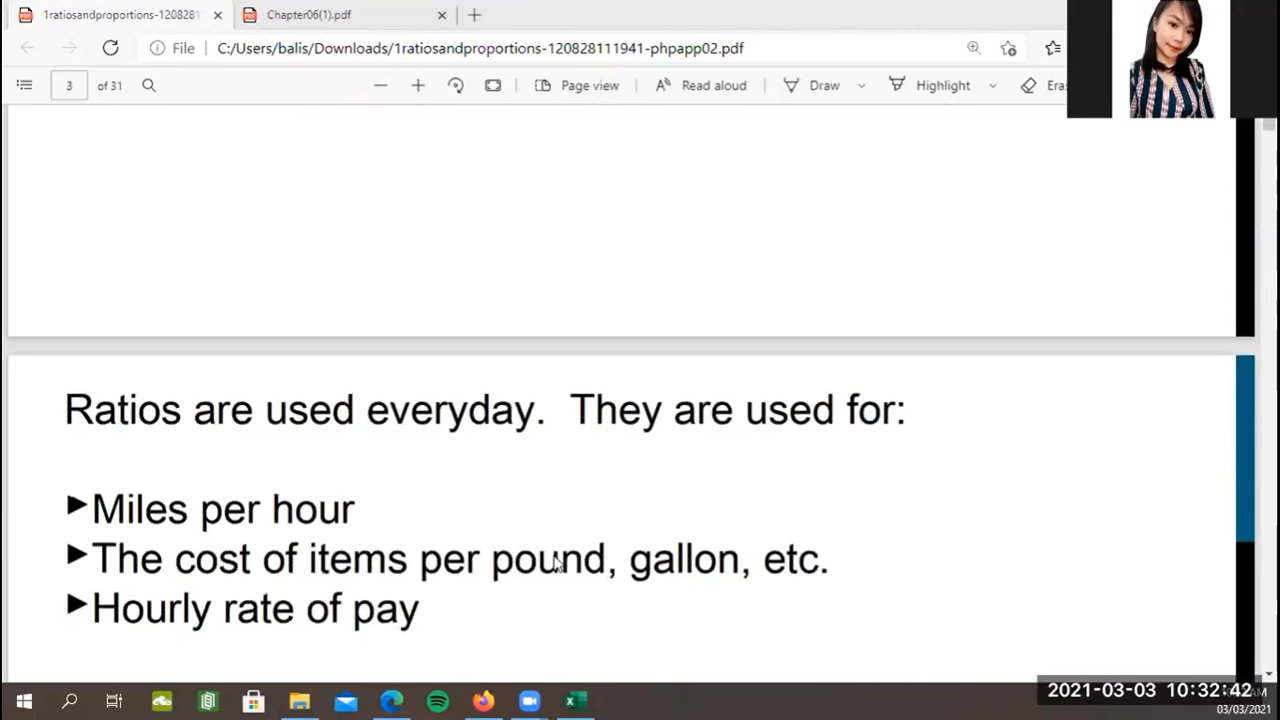 1ratiosandproportions-120828111
Chapter06(1).pdf
File
C:/Users/balis/Downloads/1ratiosandproportions-120828111941-phpapp02.pdf
3 of 31
Page view
Read aloud
Draw
Highlight
Eras
Ratios are used everyday. They are used for:
Miles per hour
The cost of items per pound, gallon, etc.
Hourly rate of pay
2021-03-03 10:32:42
03/03/2021